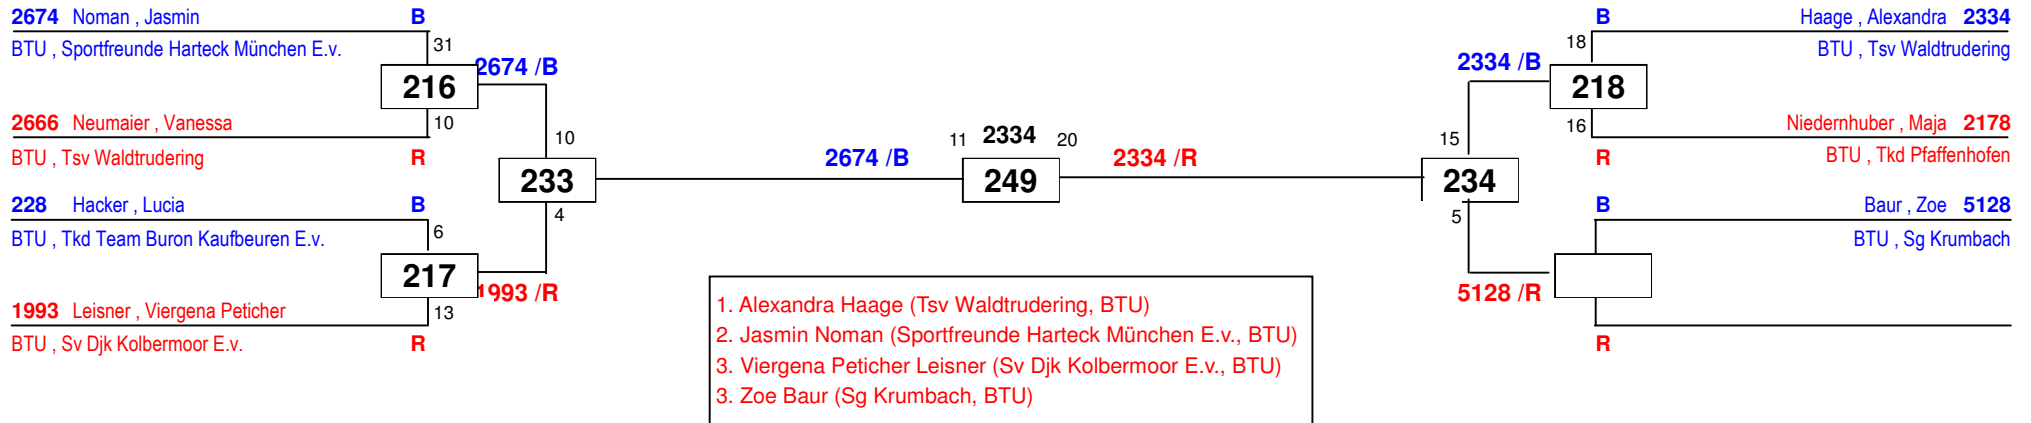 2674 Noman , Jasmin B
BTU , Sportfreunde Harteck München E.v.
31
216
2674 /B
2666 Neumaier , Vanessa
10
BTU , Tsv Waldtrudering R
10
233
4
228 Hacker , Lucia B
BTU , Tkd Team Buron Kaufbeuren E.v.
6
217
1993 /R
1993 Leisner , Viergena Peticher
13
BTU , Sv Djk Kolbermoor E.v. R
2674 /B
11 2334 20
249
2334 /R
B Haage , Alexandra 2334
18
BTU , Tsv Waldtrudering
2334 /B
218
Niedernhuber , Maja 2178
16
R BTU , Tkd Pfaffenhofen
15
234
5
B Baur , Zoe 5128
BTU , Sg Krumbach
5128 /R
R
1. Alexandra Haage (Tsv Waldtrudering, BTU)
2. Jasmin Noman (Sportfreunde Harteck München E.v., BTU)
3. Viergena Peticher Leisner (Sv Djk Kolbermoor E.v., BTU)
3. Zoe Baur (Sg Krumbach, BTU)